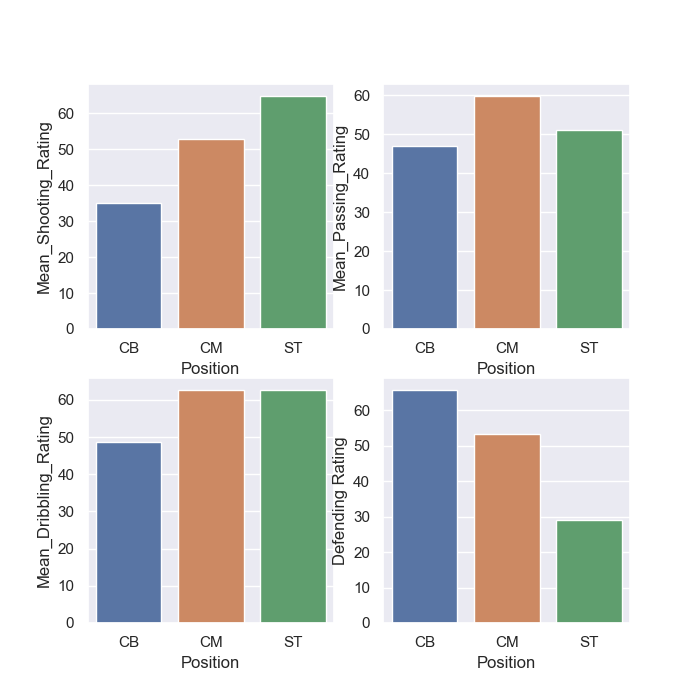 Mean_Shooting_Rating
60
50
40
30
20
10
0
CB CM ST
Position
Mean_Passing_Rating
60
50
40
30
20
10
0
CB CM ST
Position
Mean_Dribbling_Rating
60
50
40
30
20
10
0
CB CM ST
Position
Defending Rating
60
50
40
30
20
10
0
CB CM ST
Position